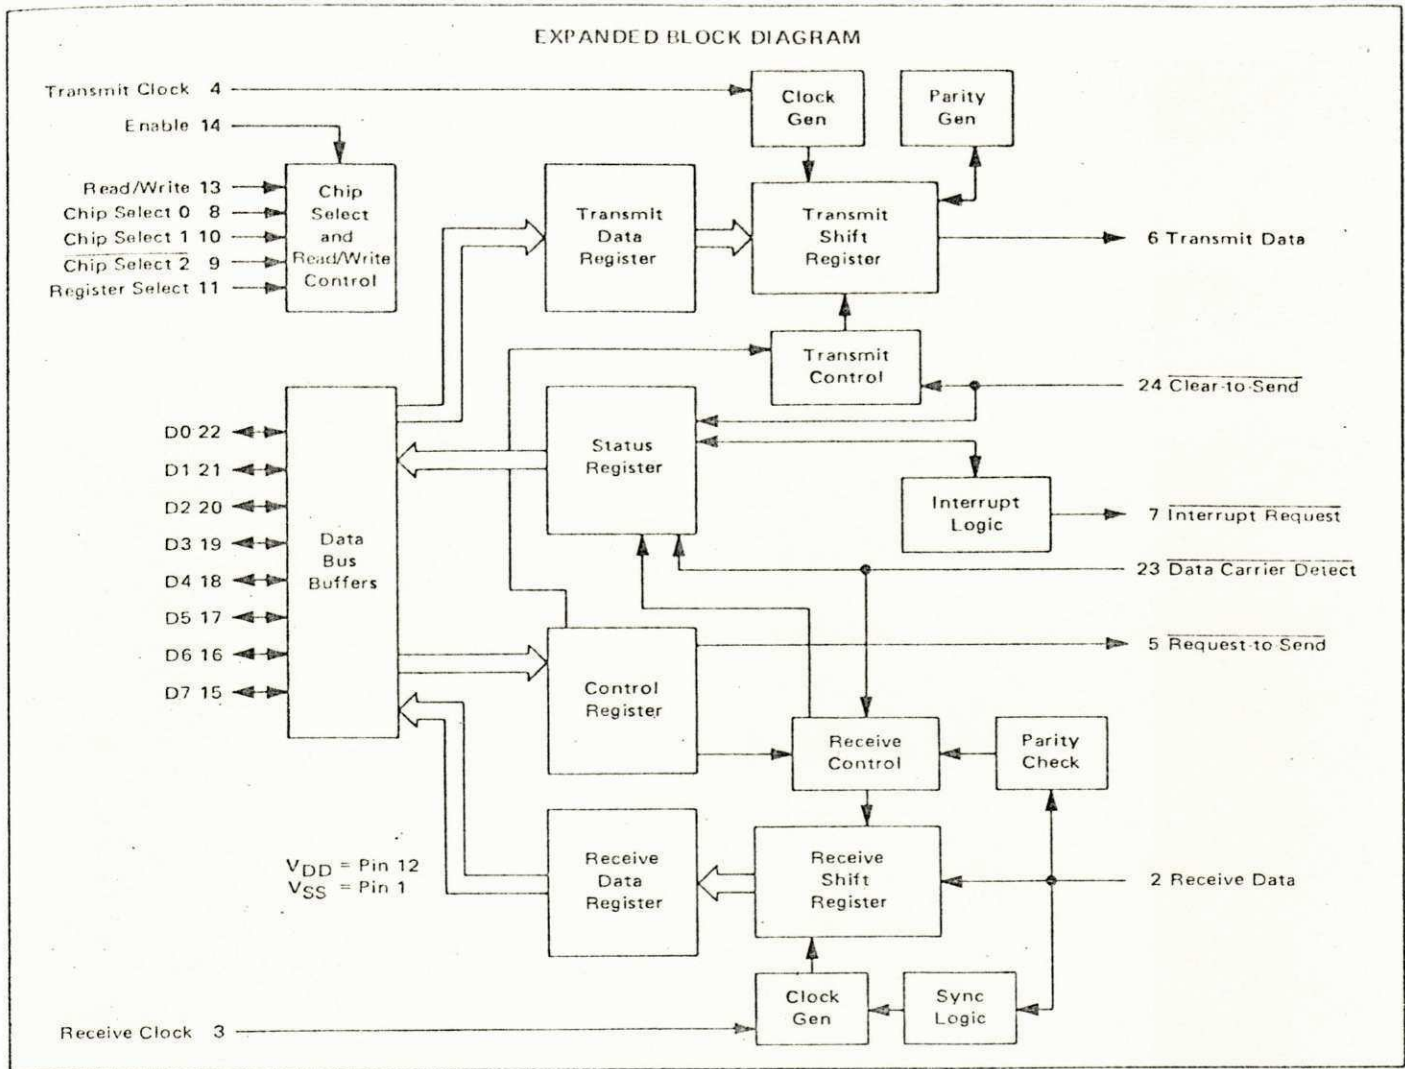 EXPANDED BLOCK DIAGRAM
Transmit Clock 4
Clock
Gen
Parity
Gen
Enable 14
Read/Write 13
Chip Select 0 8
Chip Select 1 10
Chip Select 2 9
Register Select 11
Chip
Select
and
Read/Write
Control
Transmit
Data
Register
Transmit
Shift
Register
6 Transmit Data
Transmit
Control
24 Clear-to-Send
D0 22
D1 21
D2 20
D3 19
D4 18
D5 17
D6 16
D7 15
Data
Bus
Buffers
Status
Register
Interrupt
Logic
7 Interrupt Request
23 Data Carrier Detect
5 Request-to-Send
Control
Register
Receive
Control
Parity
Check
VDD = Pin 12
VSS = Pin 1
Receive
Data
Register
Receive
Shift
Register
2 Receive Data
Clock
Gen
Sync
Logic
Receive Clock 3